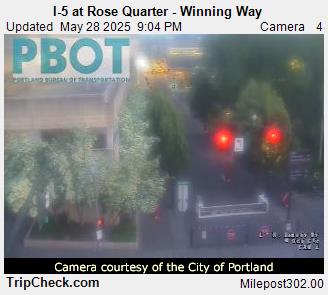 I-5 at Rose Quarter - Winning Way
Updated May 28 2025 9:04 PM Camera 4
PBOT
PORTLAND BUREAU OF TRANSPORTATION
Camera courtesy of the City of Portland
TripCheck.com Milepost302.00